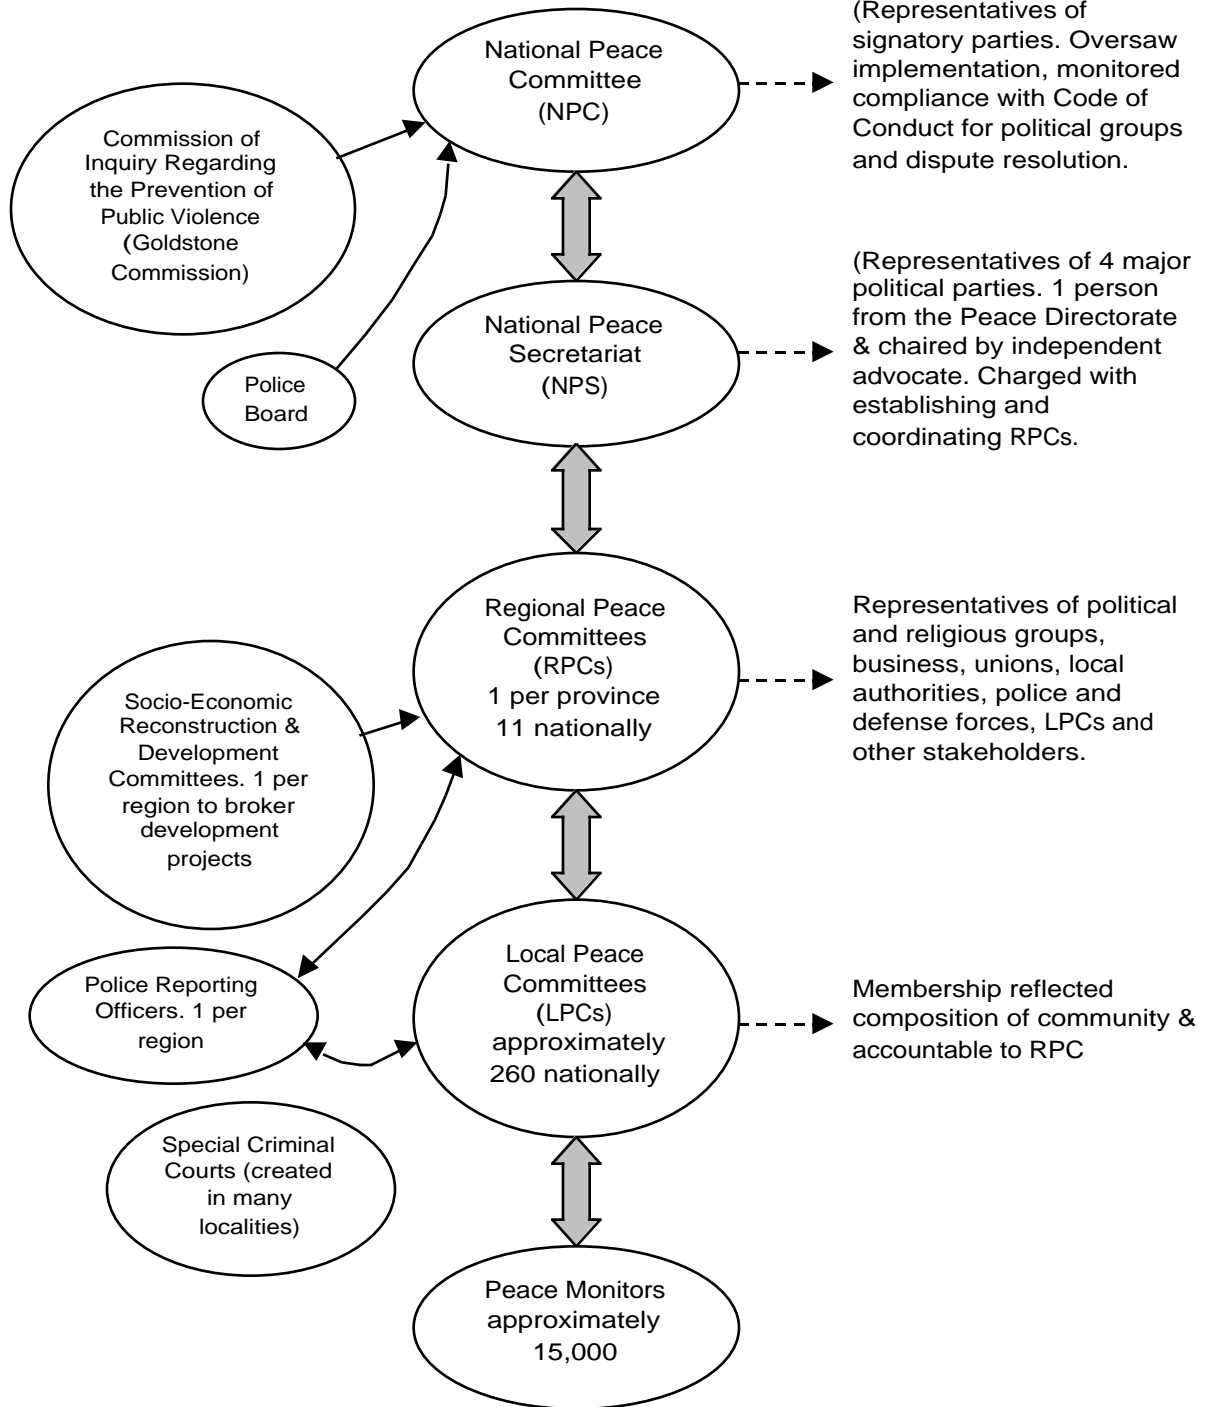 National Peace
Committee
(NPC)
(Representatives of
signatory parties. Oversaw
implementation, monitored
compliance with Code of
Conduct for political groups
and dispute resolution.
Commission of
Inquiry Regarding
the Prevention of
Public Violence
(Goldstone
Commission)
National Peace
Secretariat
(NPS)
(Representatives of 4 major
political parties. 1 person
from the Peace Directorate
& chaired by independent
advocate. Charged with
establishing and
coordinating RPCs.
Police
Board
Regional Peace
Committees
(RPCs)
1 per province
11 nationally
Representatives of political
and religious groups,
business, unions, local
authorities, police and
defense forces, LPCs and
other stakeholders.
Socio-Economic
Reconstruction &
Development
Committees. 1 per
region to broker
development
projects
Local Peace
Committees
(LPCs)
approximately
260 nationally
Membership reflected
composition of community &
accountable to RPC
Police Reporting
Officers. 1 per
region
Special Criminal
Courts (created
in many
localities)
Peace Monitors
approximately
15,000